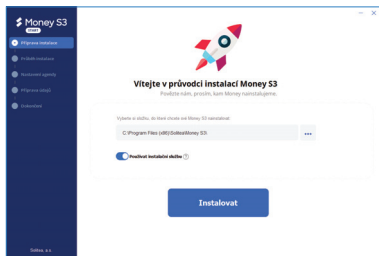 Money S3
START
Příprava instalace
Průběh instalace
Nastavení agendy
Příprava údajů
Dokončení
Solitea, a.s.
Vítejte v průvodci instalací Money S3
Povězte nám, prosím, kam Money nainstalujeme.
Vyberte si složku, do které chcete své Money S3 nainstalovat
C:\Program Files (x86)\Solitea\Money S3\
Používat instalační službu
Instalovat